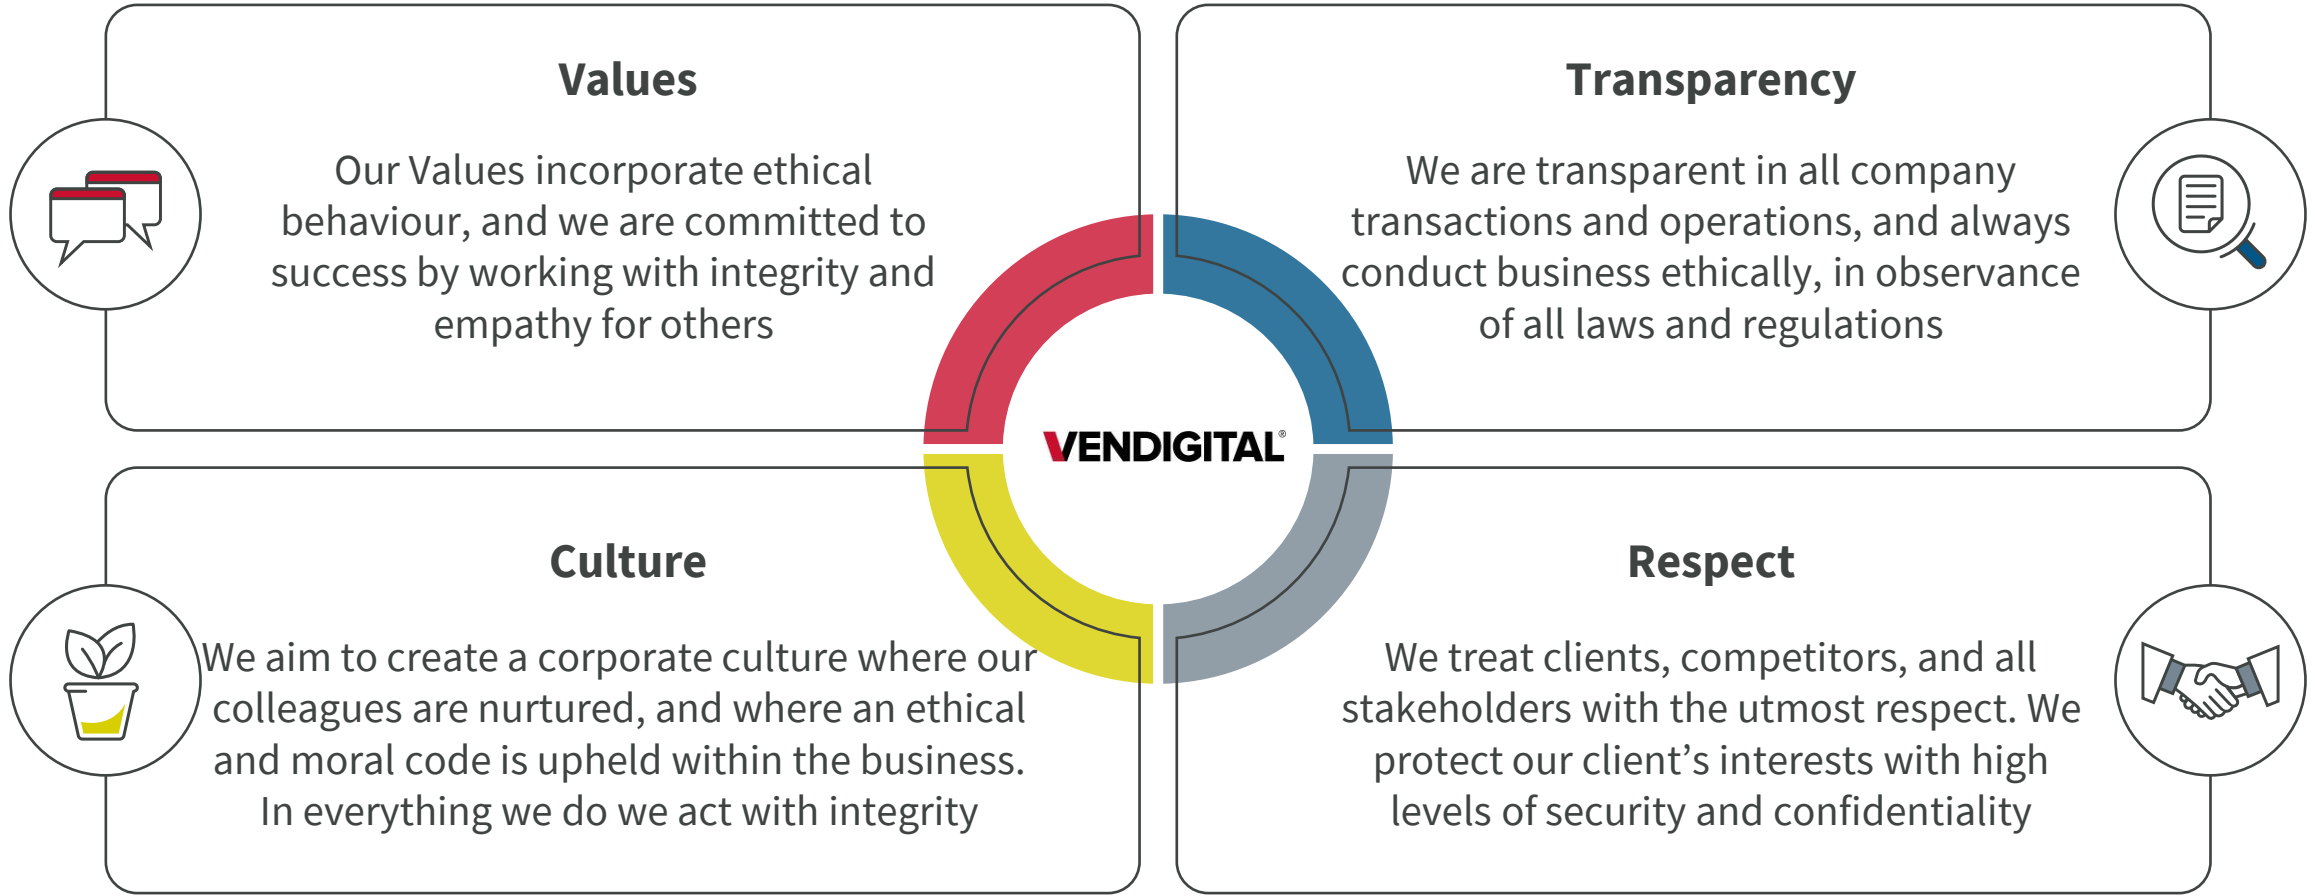 Values
Our Values incorporate ethical
behaviour, and we are committed to
success by working with integrity and
empathy for others
Transparency
We are transparent in all company
transactions and operations, and always
conduct business ethically, in observance
of all laws and regulations
VENDIGITAL®
Culture
We aim to create a corporate culture where our
colleagues are nurtured, and where an ethical
and moral code is upheld within the business.
In everything we do we act with integrity
Respect
We treat clients, competitors, and all
stakeholders with the utmost respect. We
protect our client’s interests with high
levels of security and confidentiality